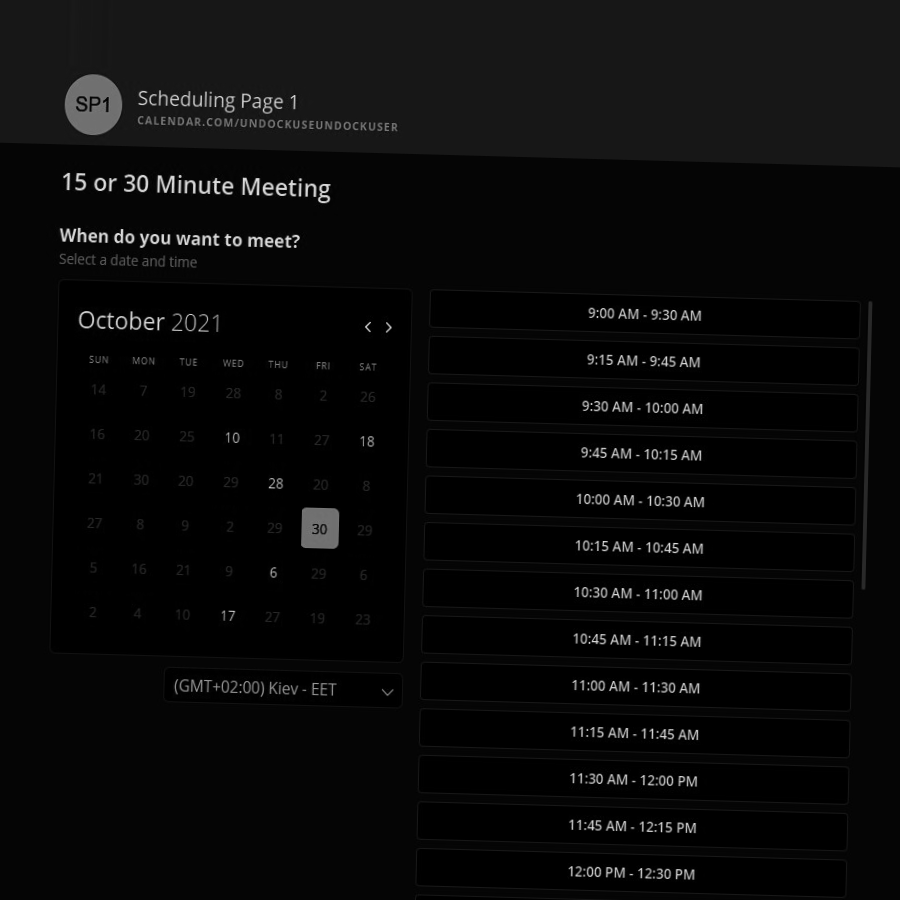 SP1
Scheduling Page 1
CALENDAR.COM/UNDOCKUSEUNDOCKUSER
15 or 30 Minute Meeting
When do you want to meet?
Select a date and time
October 2021
SUN MON TUE WED THU FRI SAT
14 7 19 28 8 2 26
16 20 25 10 11 27 18
21 30 20 29 28 20 8
27 8 9 2 29 30 29
5 16 21 9 6 29 6
2 4 10 17 27 19 23
(GMT+02:00) Kiev - EET
9:00 AM - 9:30 AM
9:15 AM - 9:45 AM
9:30 AM - 10:00 AM
9:45 AM - 10:15 AM
10:00 AM - 10:30 AM
10:15 AM - 10:45 AM
10:30 AM - 11:00 AM
10:45 AM - 11:15 AM
11:00 AM - 11:30 AM
11:15 AM - 11:45 AM
11:30 AM - 12:00 PM
11:45 AM - 12:15 PM
12:00 PM - 12:30 PM